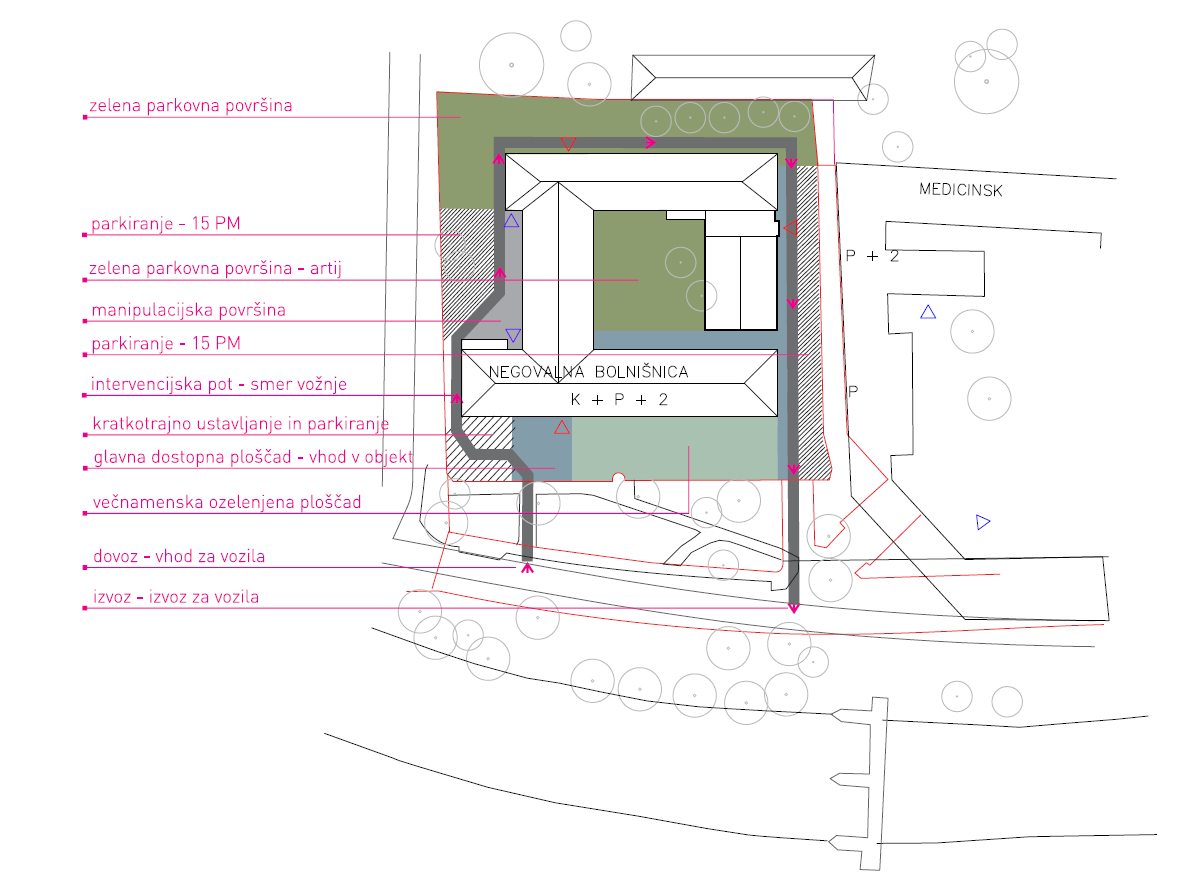 zelena parkovna površina
parkiranje - 15 PM
zelena parkovna površina - artij
manipulacijska površina
parkiranje - 15 PM
intervencijska pot - smer vožnje
kratkotrajno ustavljanje in parkiranje
glavna dostopna ploščad - vhod v objekt
večnamenska ozelenjena ploščad
dovoz - vhod za vozila
izvoz - izvoz za vozila
NEGOVALNA BOLNIŠNICA
K + P + 2
MEDICINSK
P + 2
P